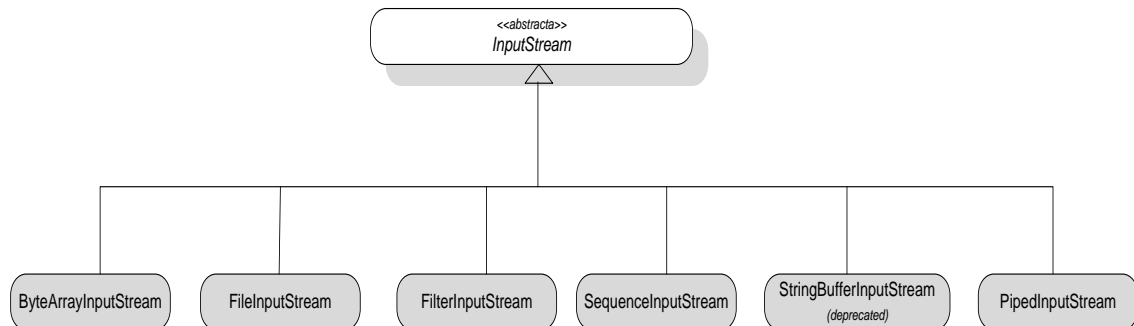 <<abstracta>>
InputStream
ByteArrayInputStream
FileInputStream
FilterInputStream
SequenceInputStream
StringBufferInputStream
(deprecated)
PipedInputStream